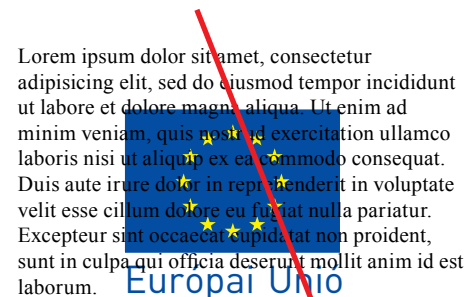 Lorem ipsum dolor sit amet, consectetur
adipisicing elit, sed do eiusmod tempor incididunt
ut labore et dolore magna aliqua. Ut enim ad
minim veniam, quis nostrud exercitation ullamco
laboris nisi ut aliquip ex ea commodo consequat.
Duis aute irure dolor in reprehenderit in voluptate
velit esse cillum dolore eu fugiat nulla pariatur.
Excepteur sint occaecat cupidatat non proident,
sunt in culpa qui officia deserunt mollit anim id est
laborum.
Európai Unió